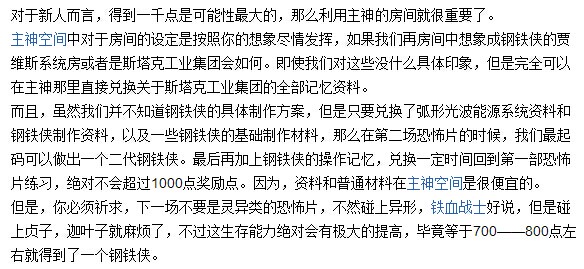 对于新人而言，得到一千点是可能性最大的，那么利用主神的房间就很重要了。
主神空间中对于房间的设定是按照你的想象尽情发挥，如果我们再房间中想象成钢铁侠的贾
维斯系统房或者是斯塔克工业集团会如何。即使我们对这些没什么具体印象，但是完全可以
在主神那里直接兑换关于斯塔克工业集团的全部记忆资料。
而且，虽然我们并不知道钢铁侠的具体制作方案，但是只要兑换了弧形光波能源系统资料和
钢铁侠制作资料，以及一些钢铁侠的基础制作材料，那么在第二场恐怖片的时候，我们最起
码可以做出一个二代钢铁侠。最后再加上钢铁侠的操作记忆，兑换一定时间回到第一部恐怖
片练习，绝对不会超过1000点奖励点。因为，资料和普通材料在主神空间是很便宜的。
但是，你必须祈求，下一场不要是灵异类的恐怖片，不然碰上异形，铁血战士好说，但是碰
上贞子，迦叶子就麻烦了，不过这生存能力绝对会有极大的提高，毕竟等于700——800点左
右就得到了一个钢铁侠。